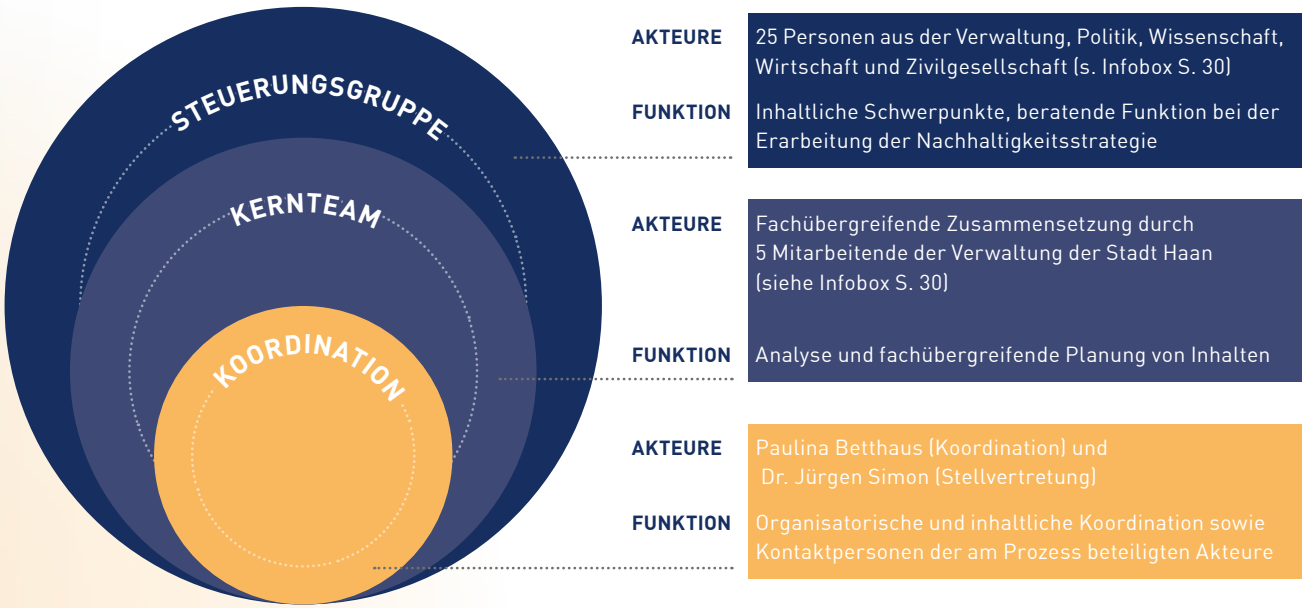 STEUERUNGSGRUPPE
AKTEURE
25 Personen aus der Verwaltung, Politik, Wissenschaft,
Wirtschaft und Zivilgesellschaft (s. Infobox S. 30)
FUNKTION
Inhaltliche Schwerpunkte, beratende Funktion bei der
Erarbeitung der Nachhaltigkeitsstrategie
KERNTEAM
AKTEURE
Fachübergreifende Zusammensetzung durch
5 Mitarbeitende der Verwaltung der Stadt Haan
(siehe Infobox S. 30)
FUNKTION
Analyse und fachübergreifende Planung von Inhalten
KOORDINATION
AKTEURE
Paulina Betthaus (Koordination) und
Dr. Jürgen Simon (Stellvertretung)
FUNKTION
Organisatorische und inhaltliche Koordination sowie
Kontaktpersonen der am Prozess beteiligten Akteure